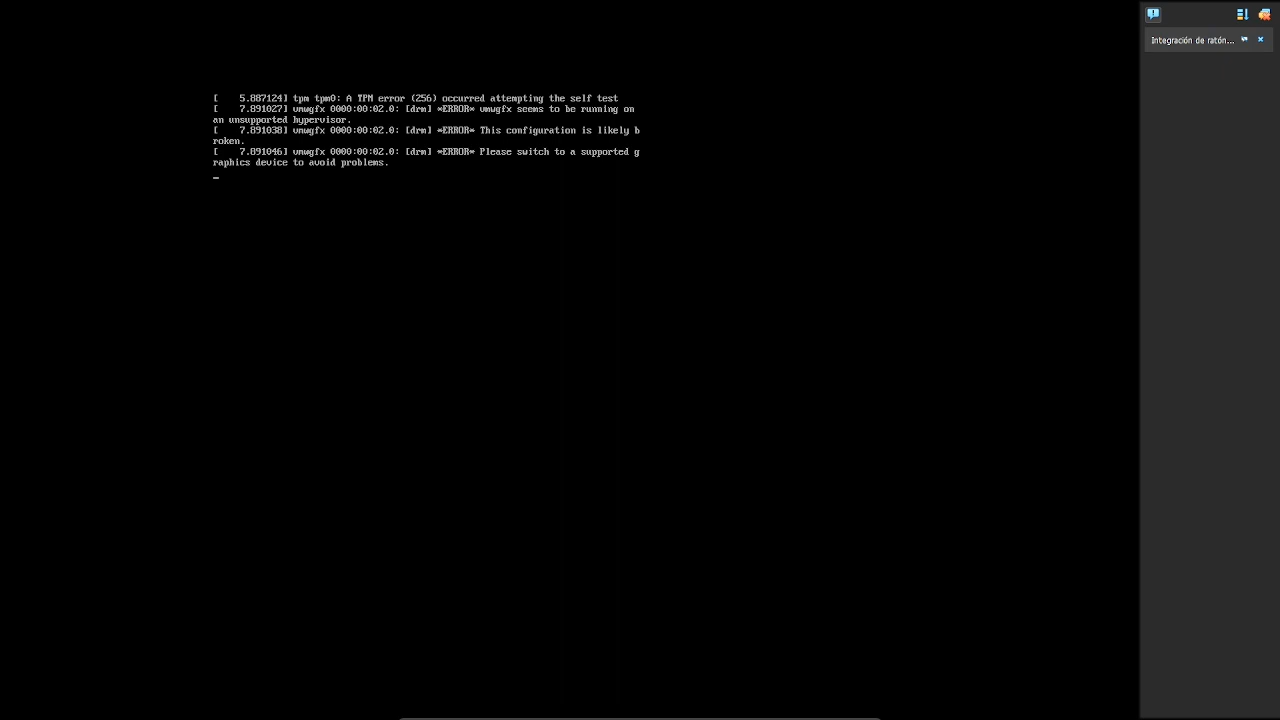 [    5.887124] tpm tpm0: A TPM error (256) occurred attempting the self test
[    7.891027] vmwgfx 0000:00:02.0: [drm] *ERROR* vmwgfx seems to be running on
an unsupported hypervisor.
[    7.891038] vmwgfx 0000:00:02.0: [drm] *ERROR* This configuration is likely b
roken.
[    7.891046] vmwgfx 0000:00:02.0: [drm] *ERROR* Please switch to a supported g
raphics device to avoid problems.
Integración de ratón...